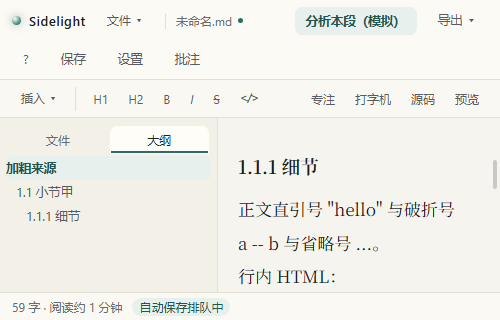 Sidelight 文件 未命名.md 分析本段（模拟） 导出
? 保存 设置 批注
插入 H1 H2 B I S </> 专注 打字机 源码 预览
文件 大纲
加粗来源
1.1 小节甲
1.1.1 细节
1.1.1 细节
正文直引号 "hello" 与破折号
a -- b 与省略号 ...。
行内 HTML：
59 字 · 阅读约 1 分钟 自动保存排队中